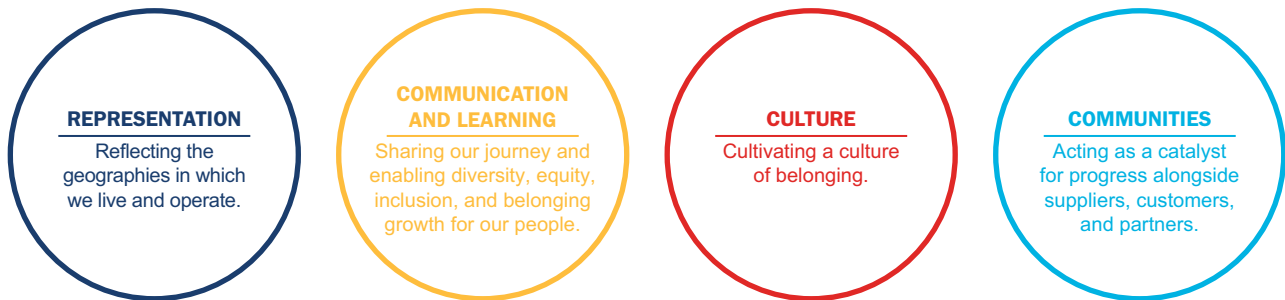 REPRESENTATION
Reflecting the
geographies in which
we live and operate.
COMMUNICATION
AND LEARNING
Sharing our journey and
enabling diversity, equity,
inclusion, and belonging
growth for our people.
CULTURE
Cultivating a culture
of belonging.
COMMUNITIES
Acting as a catalyst
for progress alongside
suppliers, customers,
and partners.